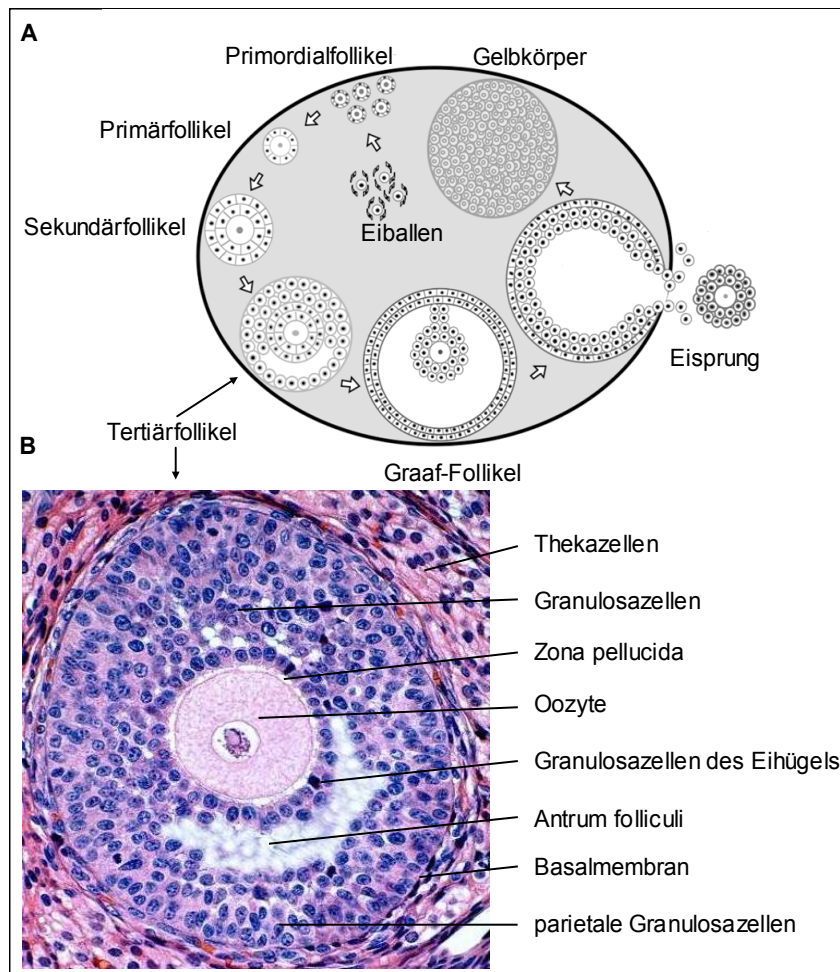 A
Primordialfollikel
Gelbkörper
Primärfollikel
Sekundärfollikel
Eiballen
Eisprung
Tertiärfollikel
Graaf-Follikel
B
Thekazellen
Granulosazellen
Zona pellucida
Oozyte
Granulosazellen des Eihügels
Antrum folliculi
Basalmembran
parietale Granulosazellen